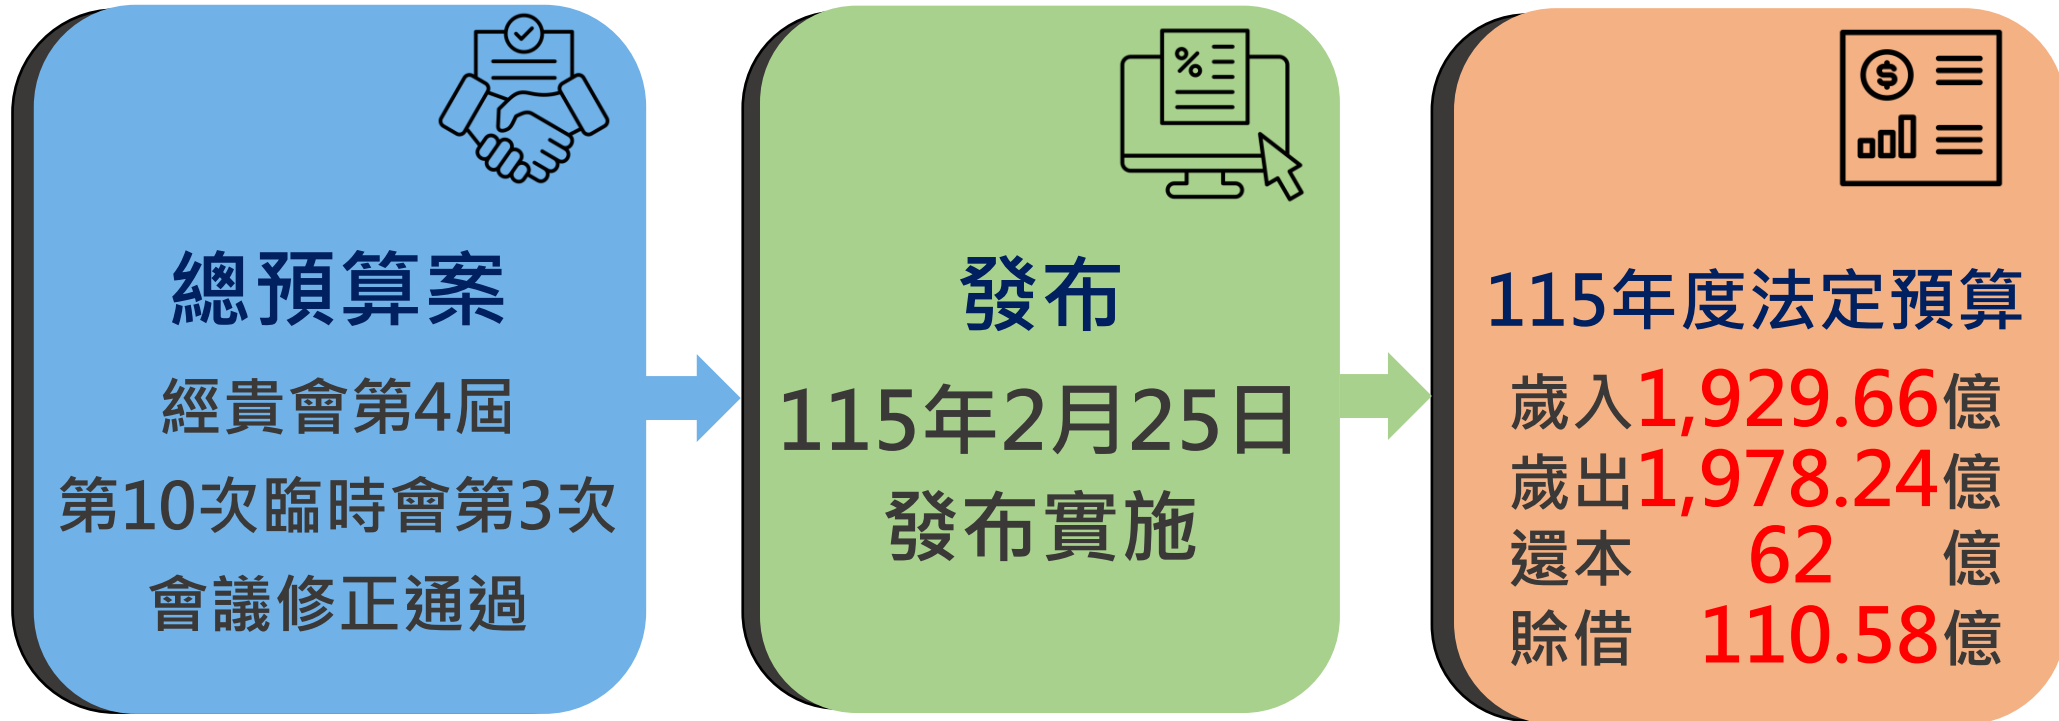 總預算案
經貴會第4屆
第10次臨時會第3次
會議修正通過
發布
115年2月25日
發布實施
115年度法定預算
歲入1,929.66億
歲出1,978.24億
還本 62 億
賒借 110.58億